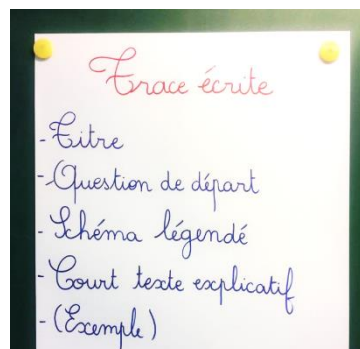 Trace écrite
- Titre
- Question de départ
- Schéma légendé
- Court texte explicatif
- (Exemple)